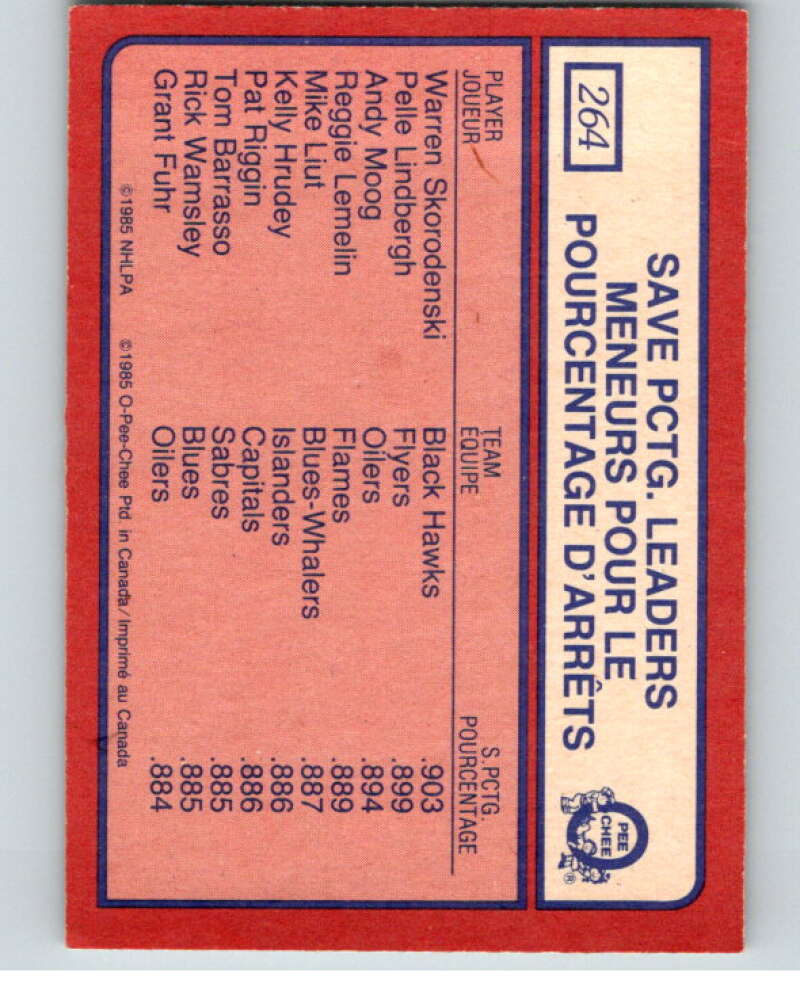 264
SAVE PCTG. LEADERS
MENEURS POUR LE
POURCENTAGE D'ARRÊTS
PEE
CHEE
®
PLAYER TEAM S. PCTG.
JOUEUR ÉQUIPE POURCENTAGE
Warren Skorodenski Black Hawks .903
Pelle Lindbergh Flyers .899
Andy Moog Oilers .894
Reggie Lemelin Flames .889
Mike Liut Blues-Whalers .887
Kelly Hrudey Islanders .886
Pat Riggin Capitals .886
Tom Barrasso Sabres .885
Rick Wamsley Blues .885
Grant Fuhr Oilers .884
©1985 NHLPA ©1985 O-Pee-Chee Ptd. in Canada/Imprimé au Canada